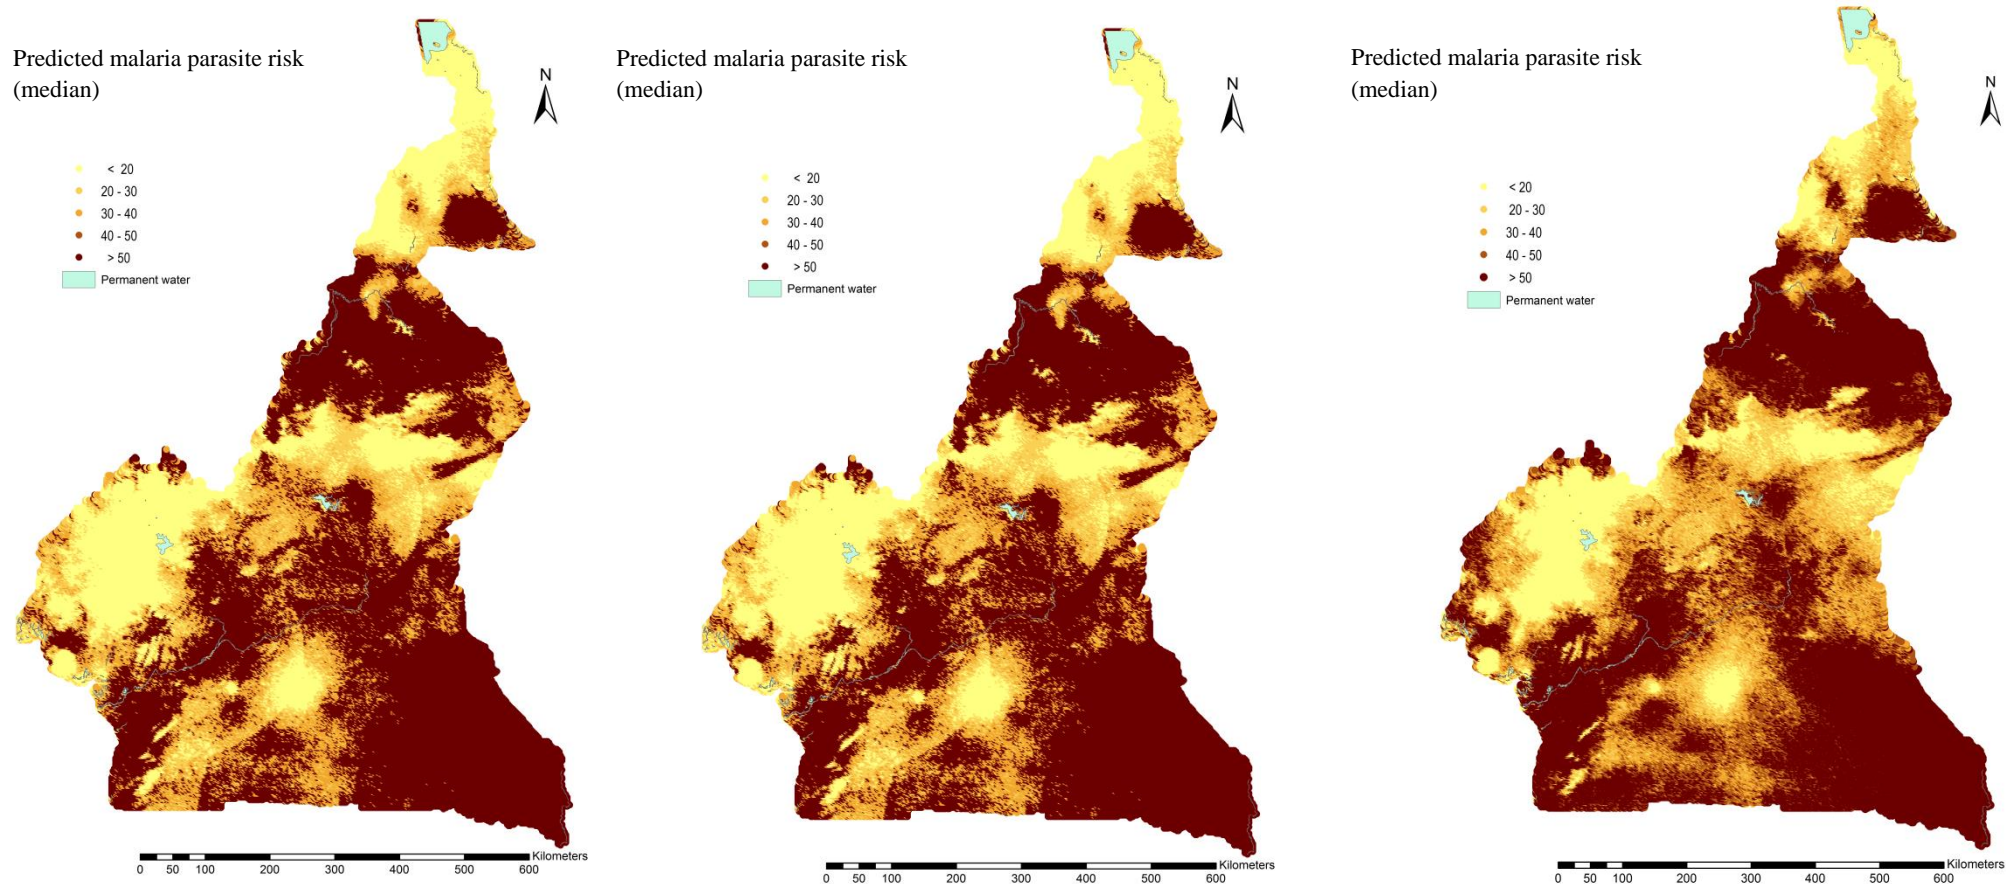 Predicted malaria parasite risk
(median)
N
< 20
20 - 30
30 - 40
40 - 50
> 50
Permanent water
Kilometers
0 50 100 200 300 400 500 600
Predicted malaria parasite risk
(median)
N
< 20
20 - 30
30 - 40
40 - 50
> 50
Permanent water
Kilometers
0 50 100 200 300 400 500 600
Predicted malaria parasite risk
(median)
N
< 20
20 - 30
30 - 40
40 - 50
> 50
Permanent water
Kilometers
0 50 100 200 300 400 500 600